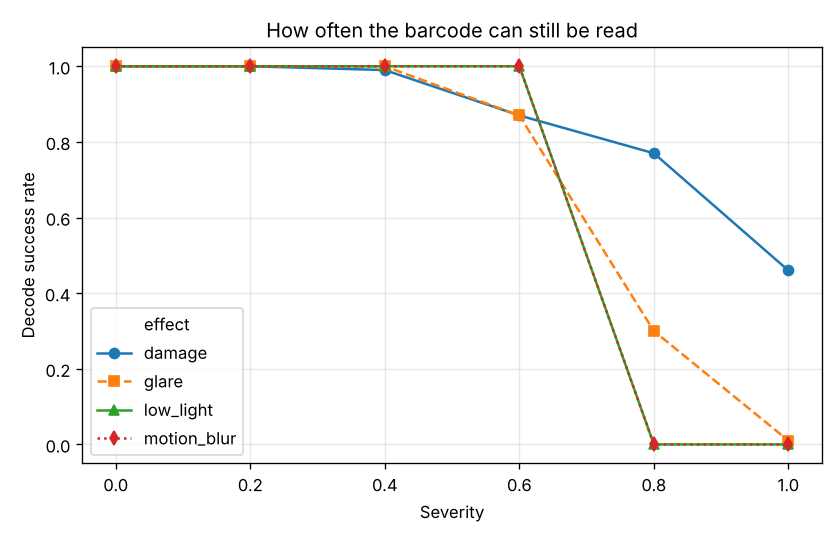 How often the barcode can still be read
Decode success rate
1.0
0.8
0.6
0.4
0.2
0.0
effect
damage
glare
low_light
motion_blur
0.0 0.2 0.4 0.6 0.8 1.0
Severity